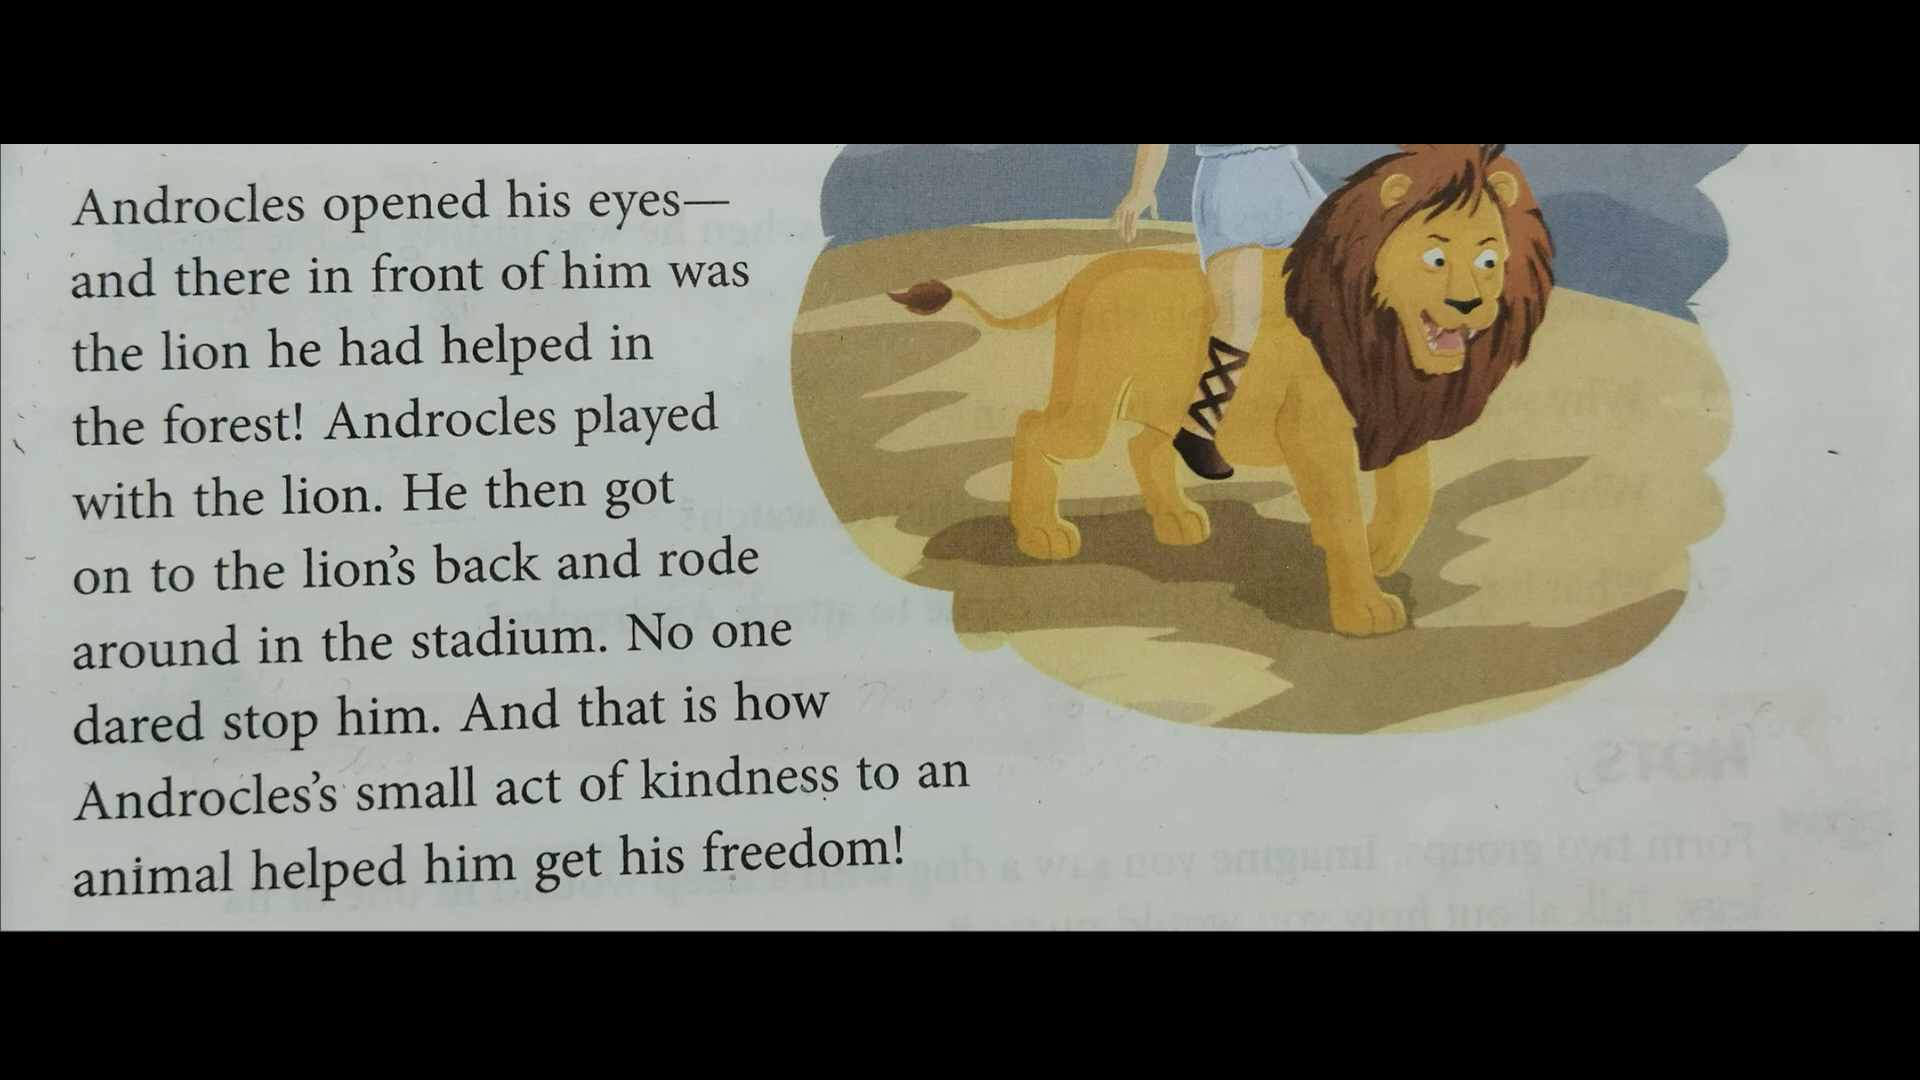 Androcles opened his eyes—
and there in front of him was
the lion he had helped in
the forest! Androcles played
with the lion. He then got
on to the lion's back and rode
around in the stadium. No one
dared stop him. And that is how
Androcles's small act of kindness to an
animal helped him get his freedom!